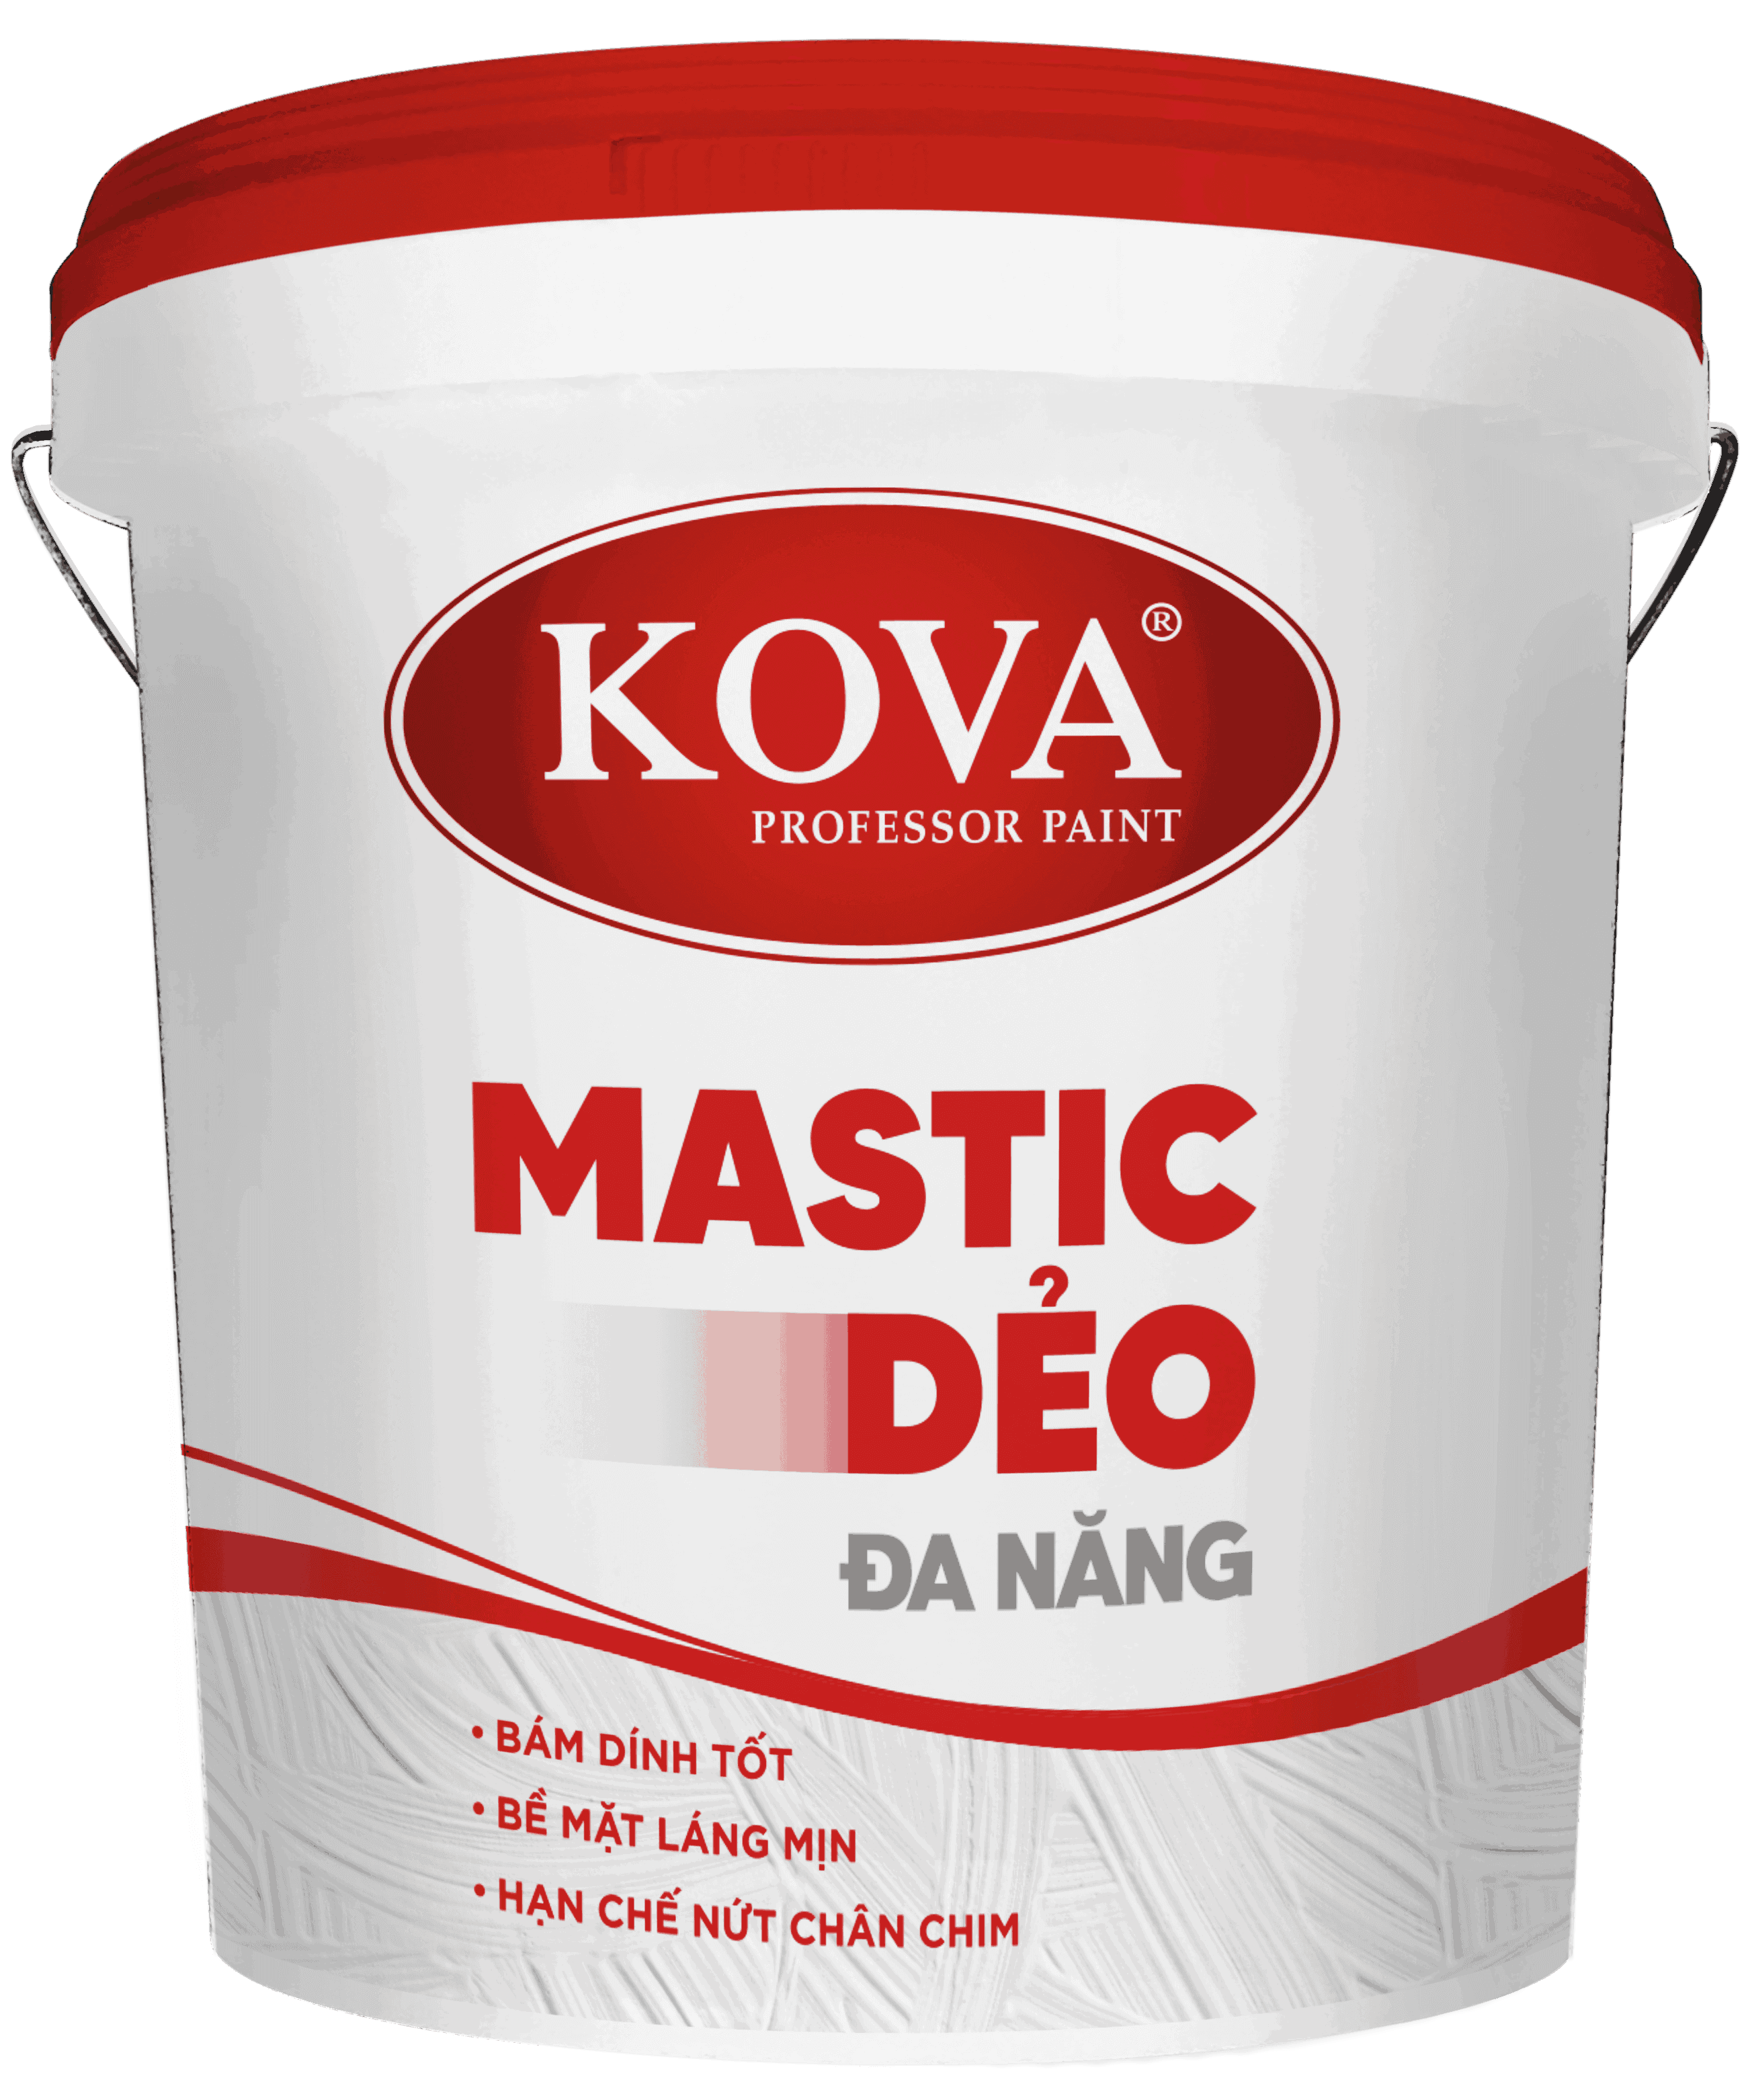 KOVA®
PROFESSOR PAINT
MASTIC
DẺO
ĐA NĂNG
• BÁM DÍNH TỐT
• BỀ MẶT LÁNG MỊN
• HẠN CHẾ NỨT CHÂN CHIM